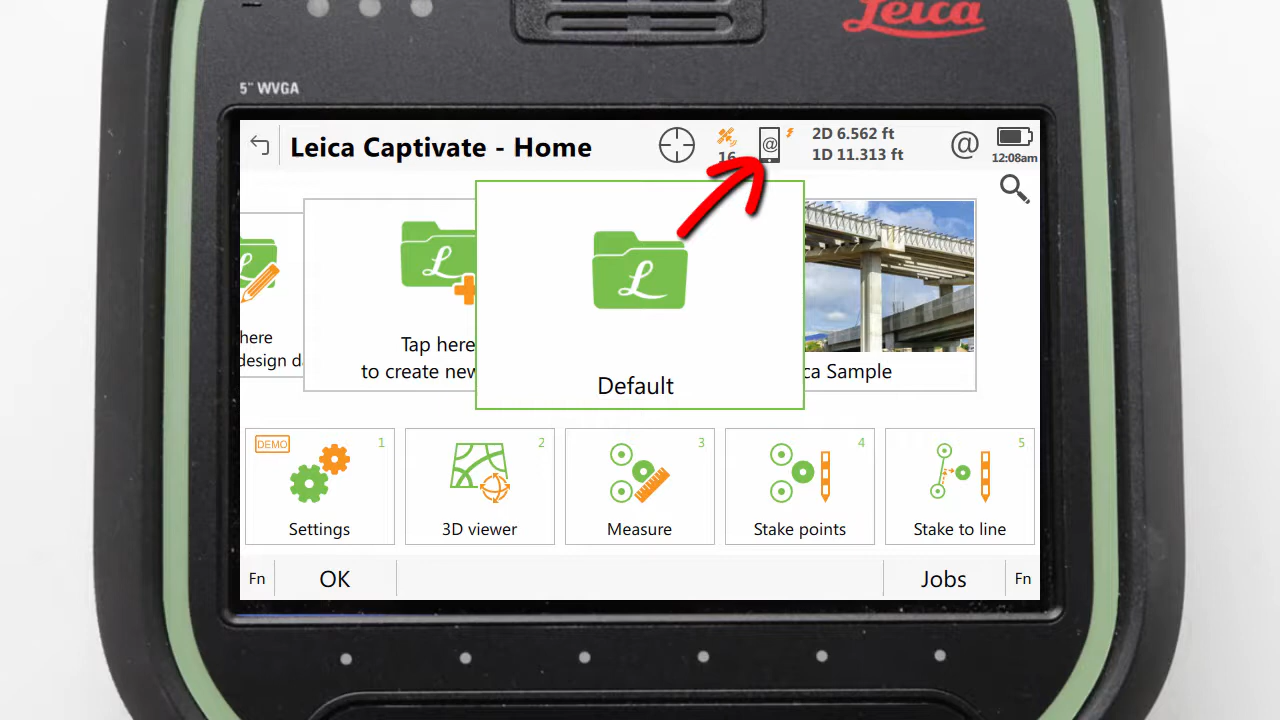 Leica
5" WVGA
Leica Captivate - Home
16
@
2D 6.562 ft
1D 11.313 ft
@
12:08am
here
design d
Tap here
to create new
L
Default
ca Sample
DEMO
1
Settings
2
3D viewer
3
Measure
4
Stake points
5
Stake to line
Fn
OK
Jobs
Fn